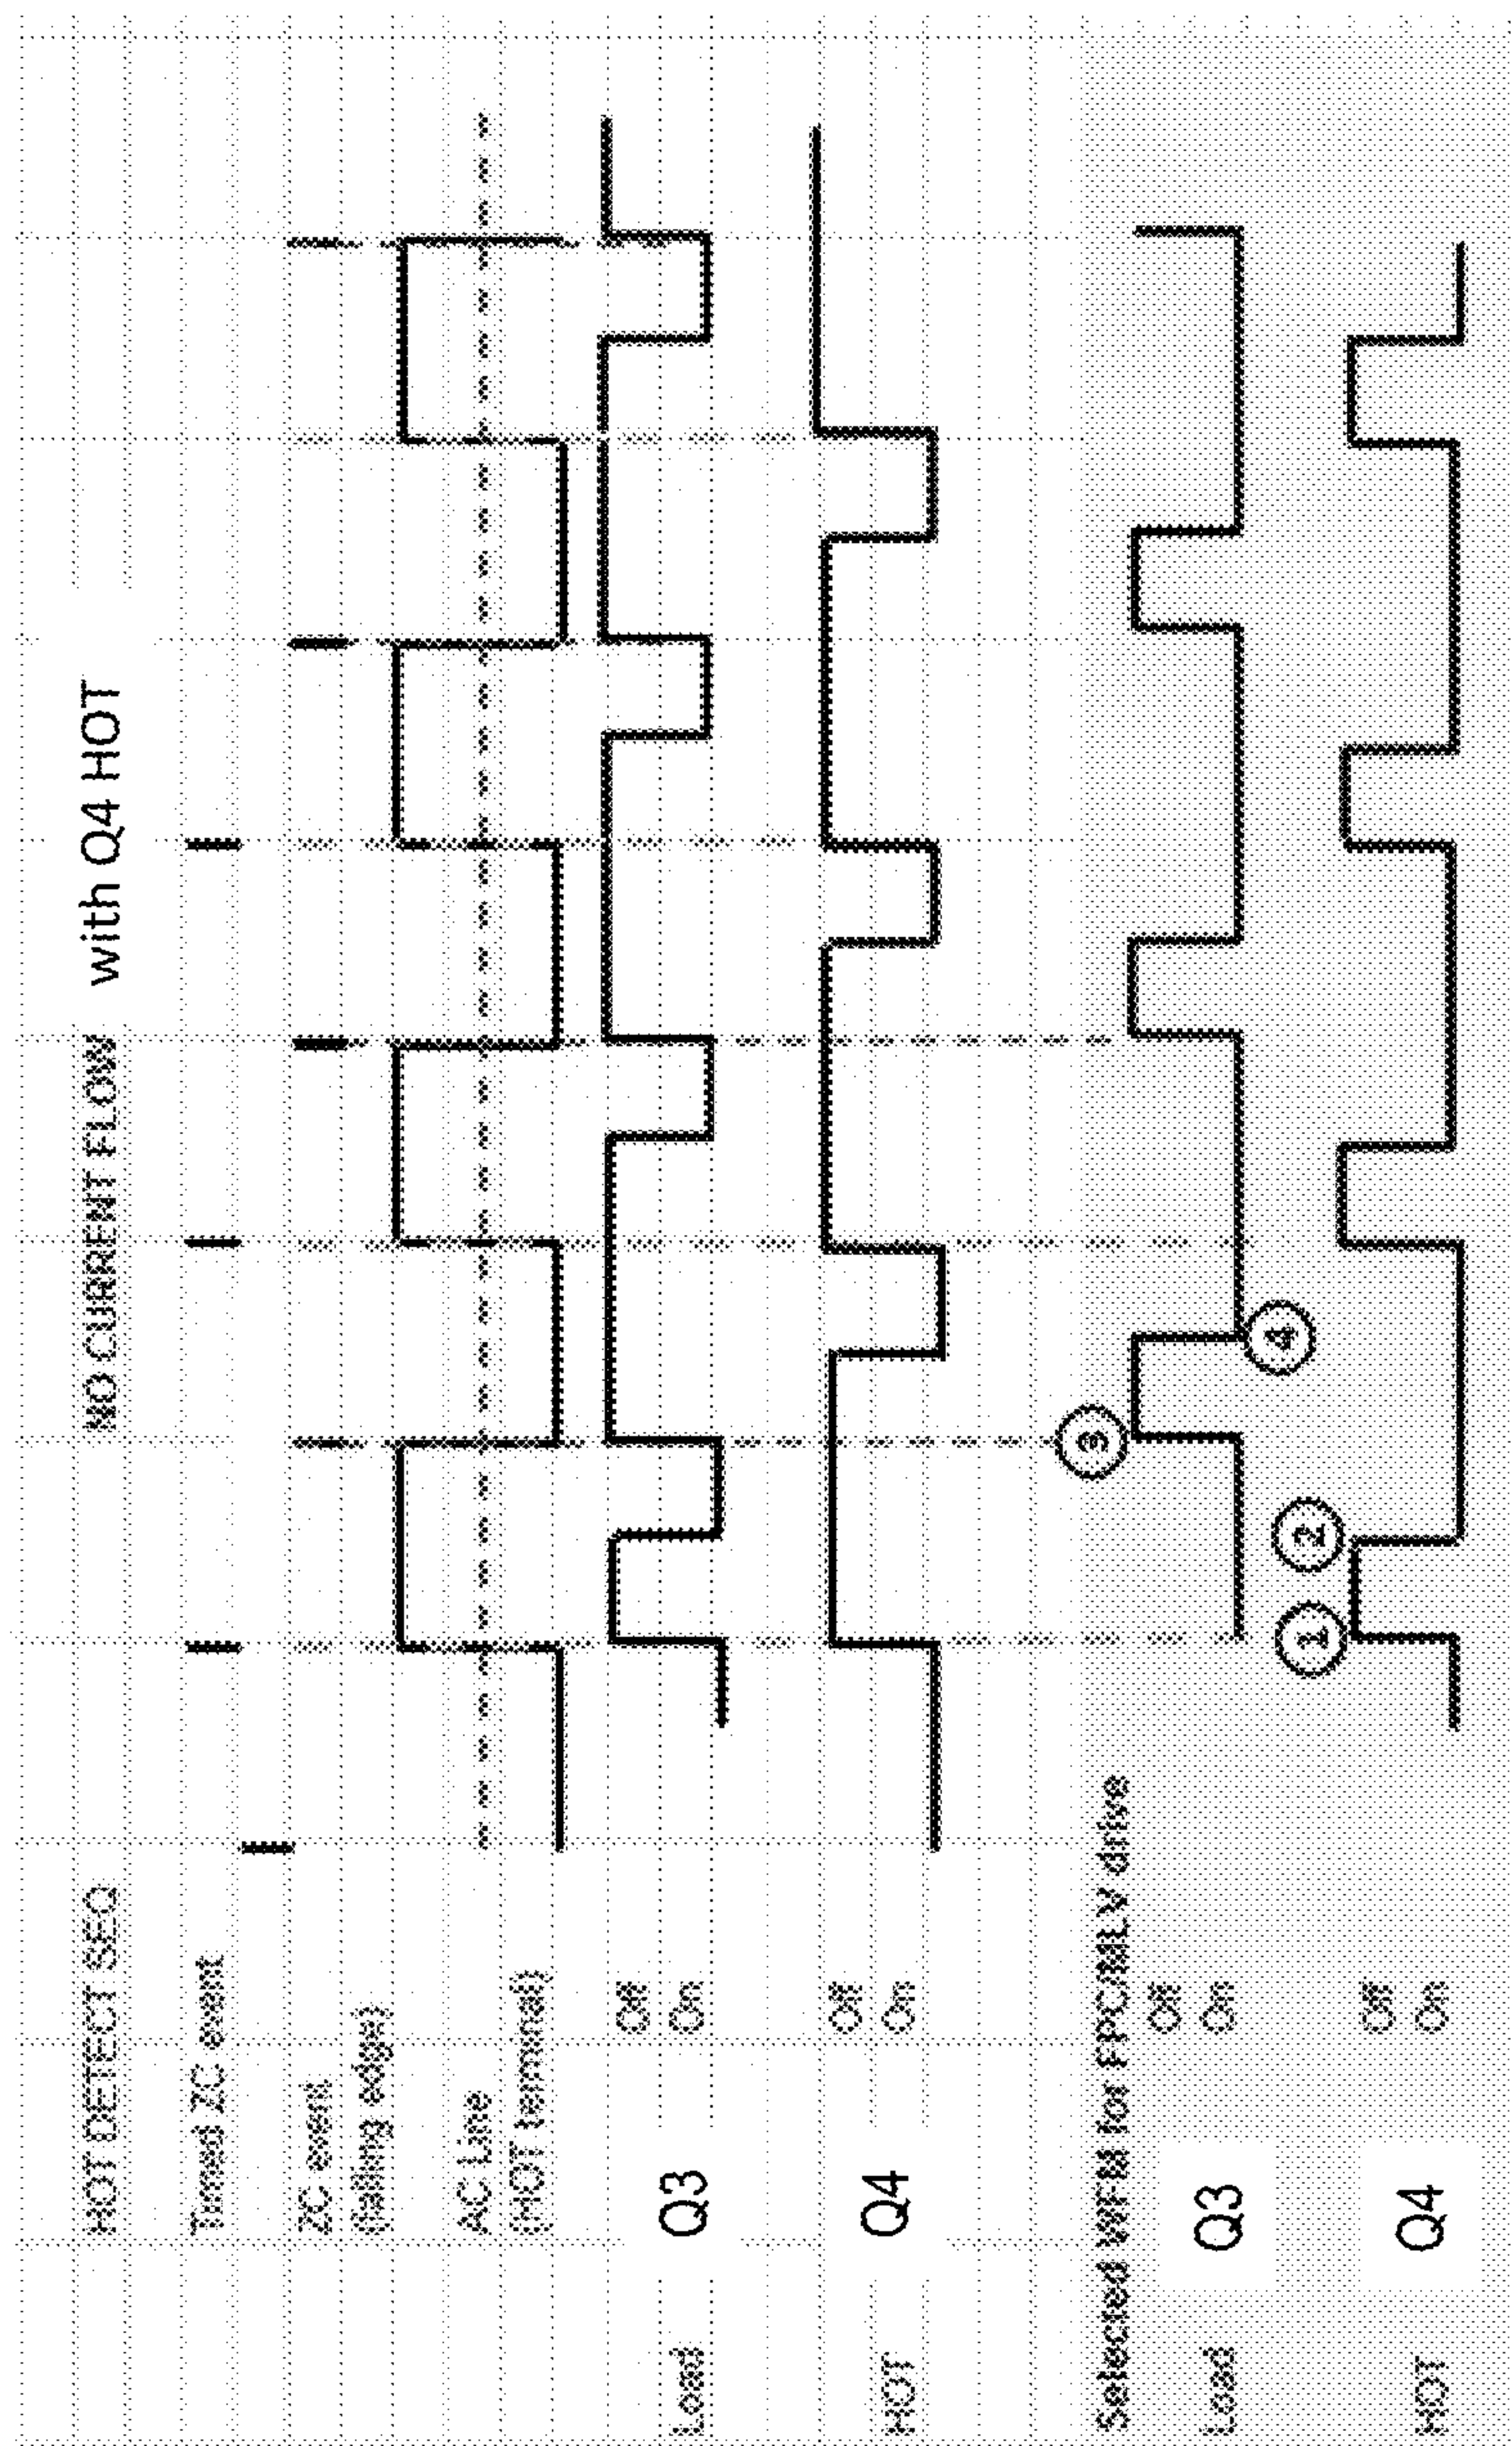 HOT DETECT SEQ NO CURRENT FLOW with Q4 HOT
Timed ZC event
ZC event
(falling edge)
AC Line
(HOT terminal)
Load Q3 Off
On
HOT Q4 Off
On
Selected WFM for FPC/MLV drive
Load Q3 Off
On
3
4
HOT Q4 Off
On
1
2